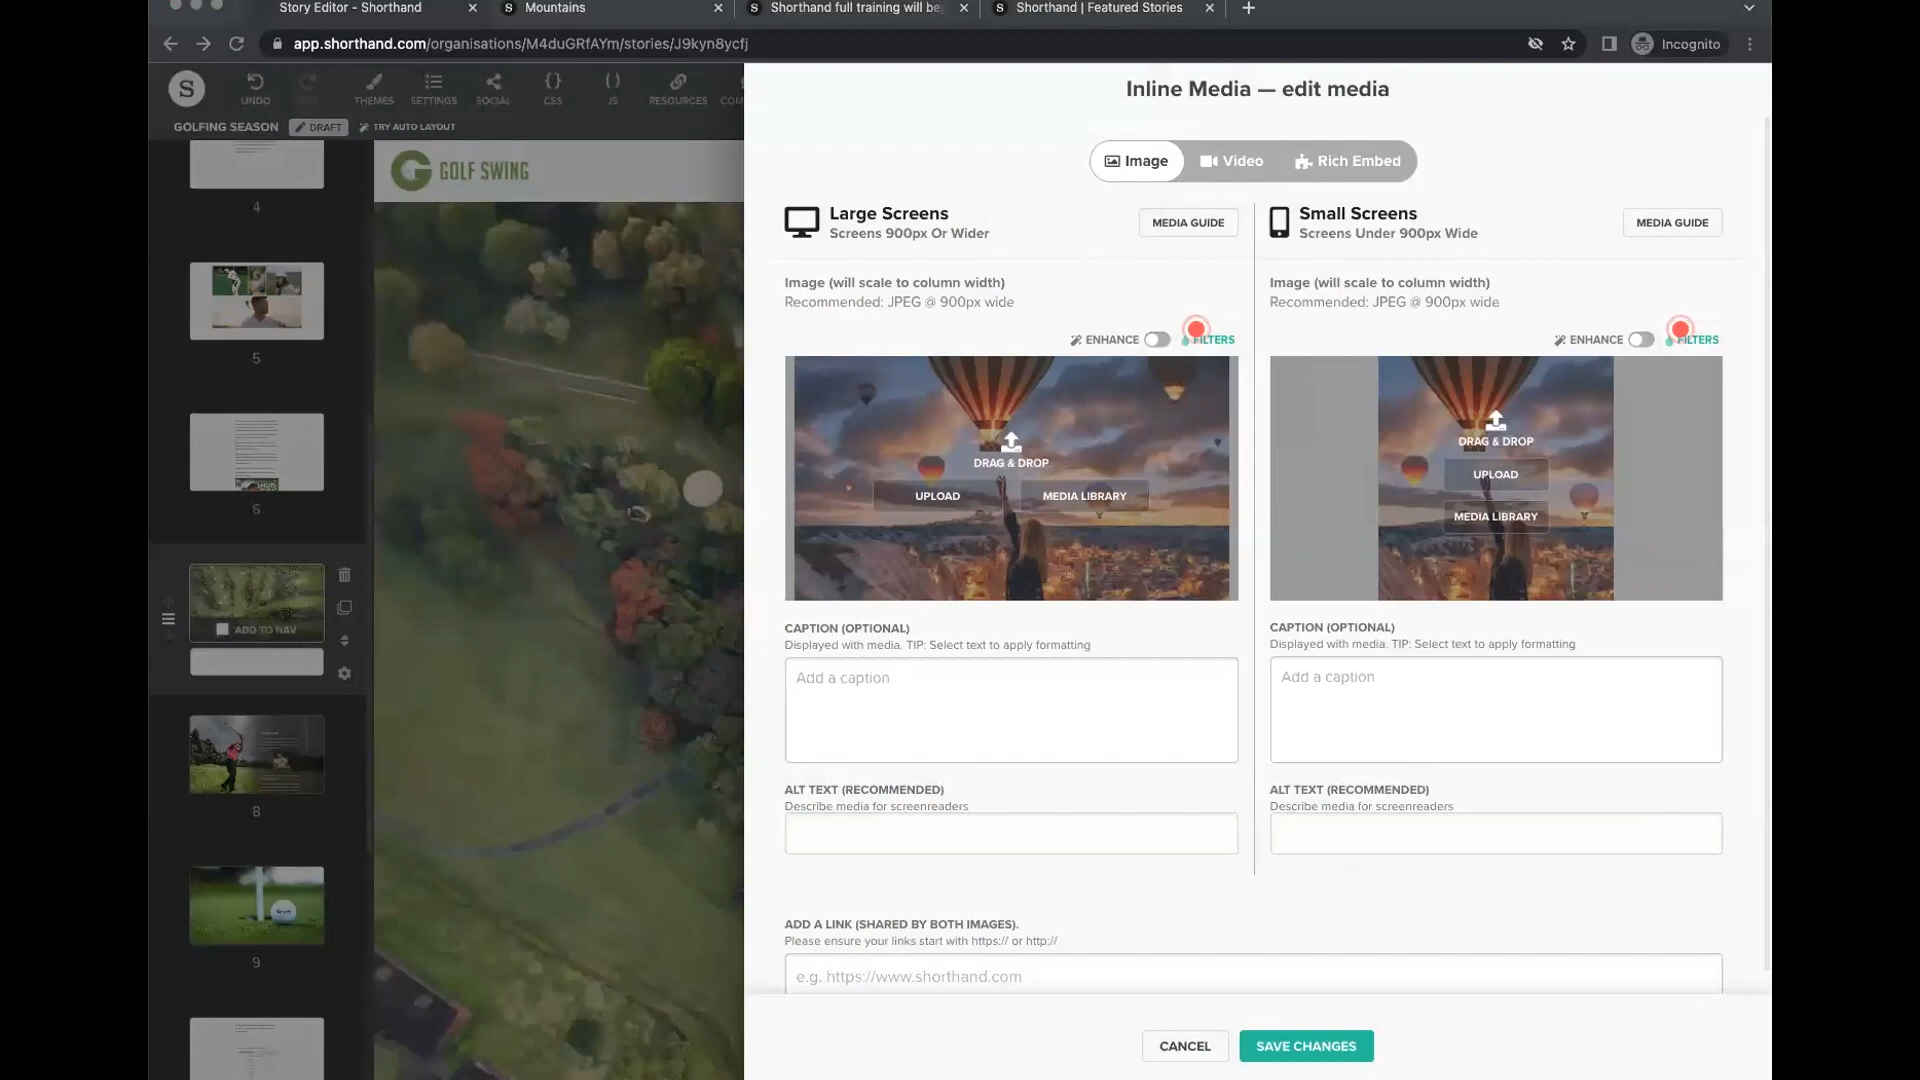 Story Editor - Shorthand
Mountains
Shorthand full training will be
Shorthand | Featured Stories
app.shorthand.com/organisations/M4duGRfAYm/stories/J9kyn8ycfj
Incognito
UNDO
THEMES
SETTINGS
SOCIAL
CSS
JS
RESOURCES
COM
GOLFING SEASON
DRAFT
TRY AUTO LAYOUT
GOLF SWING
4
5
6
ADD TO NAV
8
9
Inline Media — edit media
Image
Video
Rich Embed
Large Screens
Screens 900px Or Wider
MEDIA GUIDE
Image (will scale to column width)
Recommended: JPEG @ 900px wide
ENHANCE
FILTERS
DRAG & DROP
UPLOAD
MEDIA LIBRARY
CAPTION (OPTIONAL)
Displayed with media. TIP: Select text to apply formatting
Add a caption
ALT TEXT (RECOMMENDED)
Describe media for screenreaders
Small Screens
Screens Under 900px Wide
MEDIA GUIDE
Image (will scale to column width)
Recommended: JPEG @ 900px wide
ENHANCE
FILTERS
DRAG & DROP
UPLOAD
MEDIA LIBRARY
CAPTION (OPTIONAL)
Displayed with media. TIP: Select text to apply formatting
Add a caption
ALT TEXT (RECOMMENDED)
Describe media for screenreaders
ADD A LINK (SHARED BY BOTH IMAGES).
Please ensure your links start with https:// or http://
e.g. https://www.shorthand.com
CANCEL
SAVE CHANGES